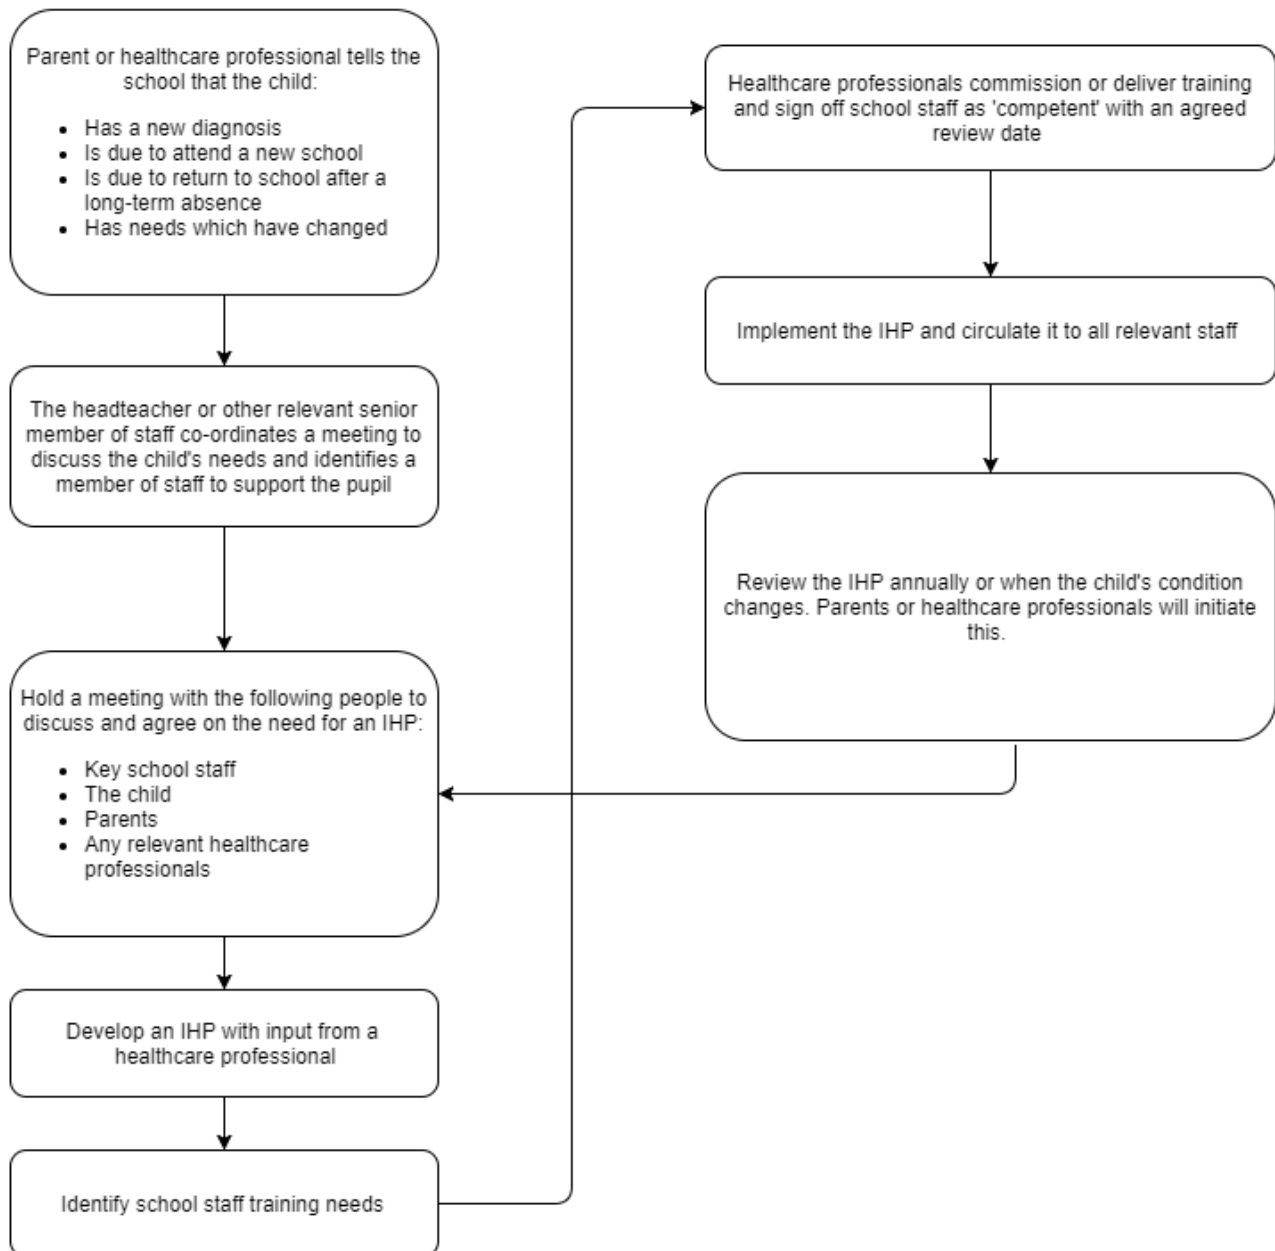 Parent or healthcare professional tells the
school that the child:
• Has a new diagnosis
• Is due to attend a new school
• Is due to return to school after a
long-term absence
• Has needs which have changed
The headteacher or other relevant senior
member of staff co-ordinates a meeting to
discuss the child's needs and identifies a
member of staff to support the pupil
Hold a meeting with the following people to
discuss and agree on the need for an IHP:
• Key school staff
• The child
• Parents
• Any relevant healthcare
professionals
Develop an IHP with input from a
healthcare professional
Identify school staff training needs
Healthcare professionals commission or deliver training
and sign off school staff as 'competent' with an agreed
review date
Implement the IHP and circulate it to all relevant staff
Review the IHP annually or when the child's condition
changes. Parents or healthcare professionals will initiate
this.